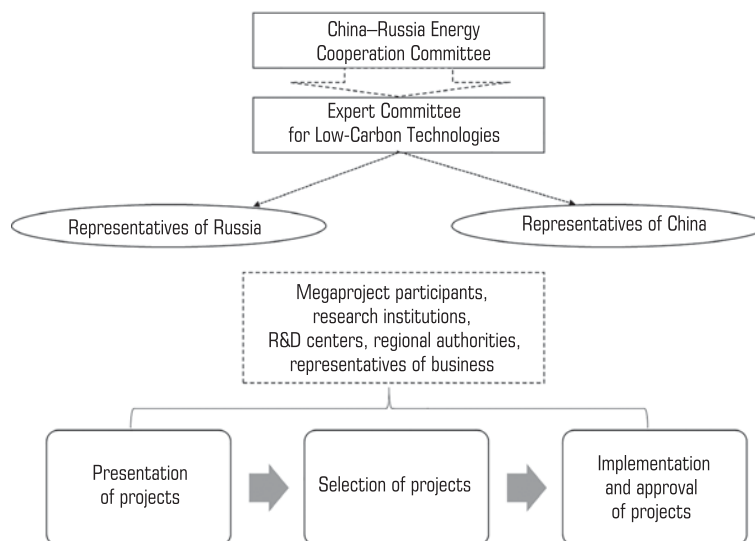 China–Russia Energy
Cooperation Committee
Expert Committee
for Low-Carbon Technologies
Representatives of Russia
Representatives of China
Megaproject participants,
research institutions,
R&D centers, regional authorities,
representatives of business
Presentation
of projects
Selection of projects
Implementation
and approval
of projects